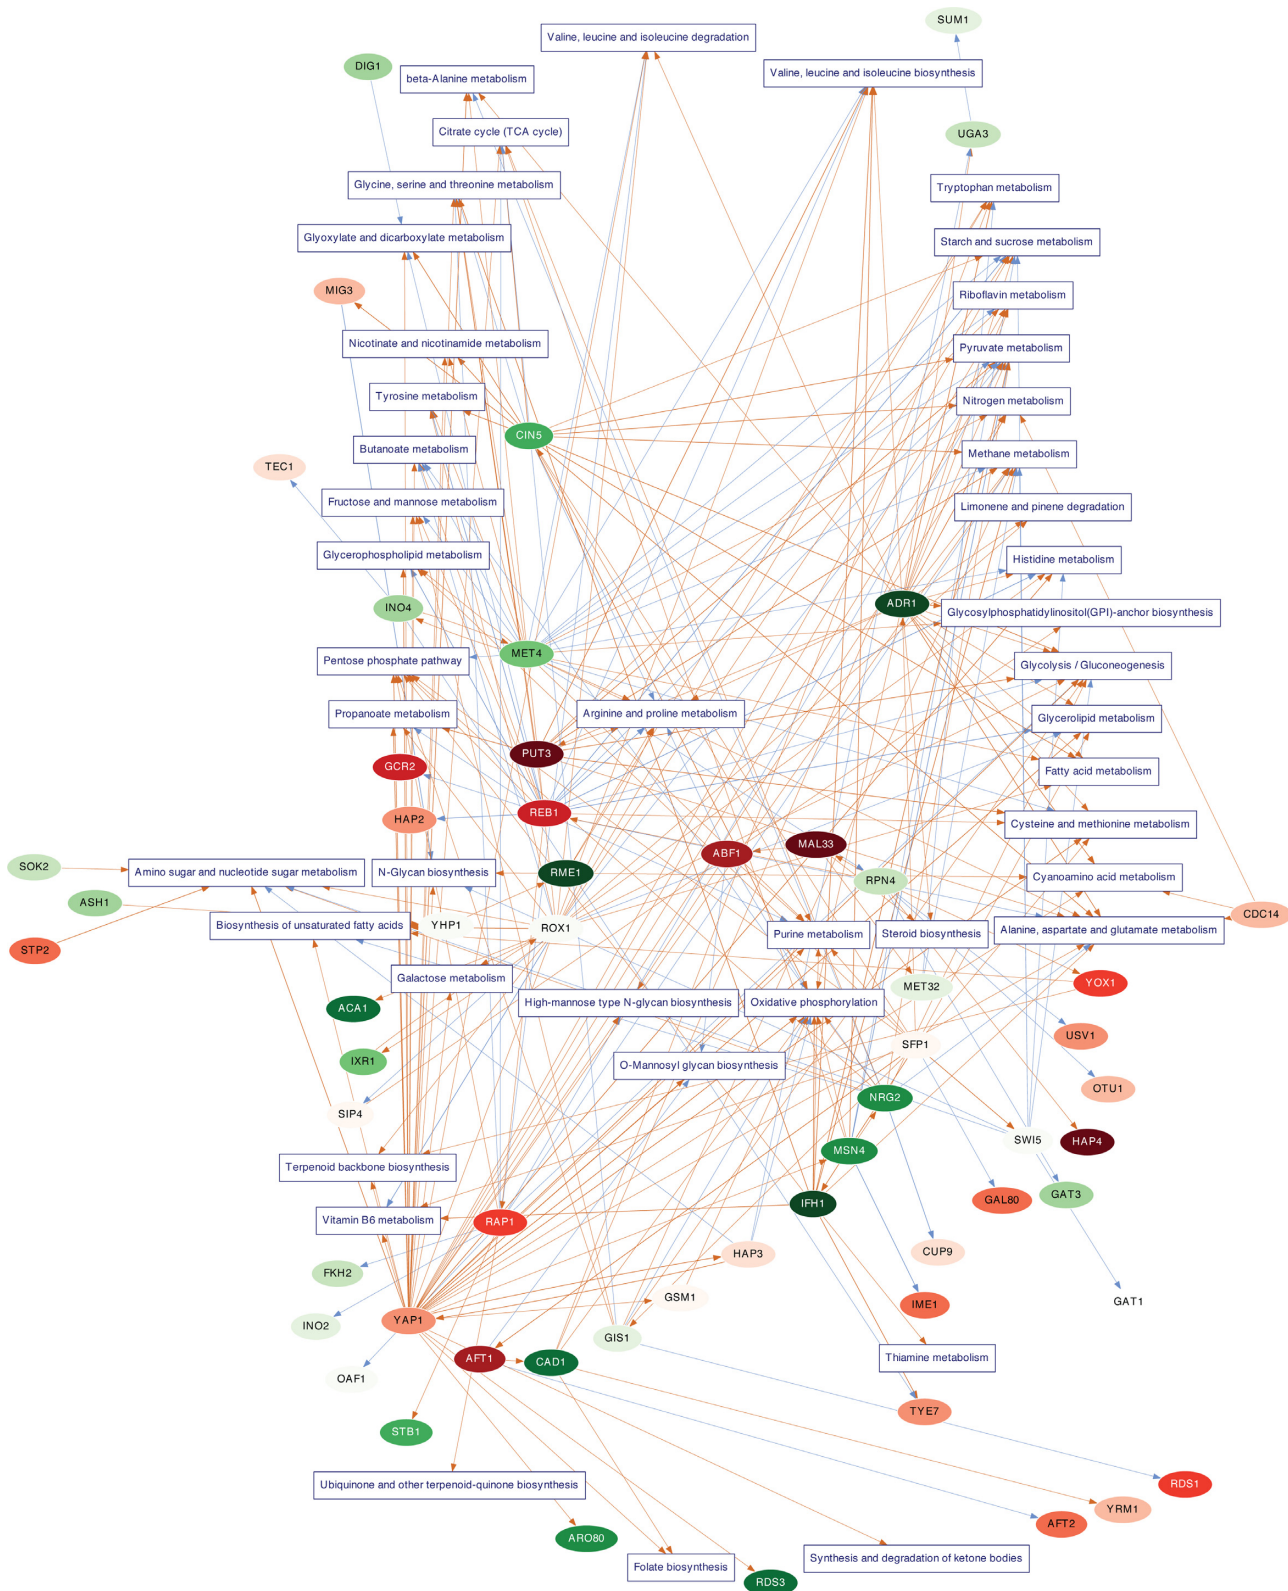 SUM1
Valine, leucine and isoleucine degradation
DIG1
Valine, leucine and isoleucine biosynthesis
beta-Alanine metabolism
Citrate cycle (TCA cycle)
UGA3
Glycine, serine and threonine metabolism
Tryptophan metabolism
Glyoxylate and dicarboxylate metabolism
Starch and sucrose metabolism
MIG3
Riboflavin metabolism
Nicotinate and nicotinamide metabolism
Pyruvate metabolism
Tyrosine metabolism
Nitrogen metabolism
CIN5
Butanoate metabolism
Methane metabolism
TEC1
Fructose and mannose metabolism
Limonene and pinene degradation
Glycerophospholipid metabolism
Histidine metabolism
INO4
ADR1
Glycosylphosphatidylinositol(GPI)-anchor biosynthesis
MET4
Pentose phosphate pathway
Glycolysis / Gluconeogenesis
Propanoate metabolism
Arginine and proline metabolism
Glycerolipid metabolism
PUT3
GCR2
Fatty acid metabolism
REB1
HAP2
Cysteine and methionine metabolism
MAL33
ABF1
SOK2
Amino sugar and nucleotide sugar metabolism
N-Glycan biosynthesis
RME1
RPN4
Cyanoamino acid metabolism
ASH1
CDC14
Biosynthesis of unsaturated fatty acids
YHP1
ROX1
Purine metabolism
Steroid biosynthesis
Alanine, aspartate and glutamate metabolism
STP2
Galactose metabolism
YOX1
MET32
ACA1
High-mannose type N-glycan biosynthesis
Oxidative phosphorylation
USV1
SFP1
IXR1
O-Mannosyl glycan biosynthesis
OTU1
NRG2
SIP4
SWI5
HAP4
MSN4
Terpenoid backbone biosynthesis
GAT3
GAL80
IFH1
Vitamin B6 metabolism
RAP1
HAP3
CUP9
FKH2
GSM1
GAT1
IME1
YAP1
INO2
GIS1
Thiamine metabolism
AFT1
CAD1
OAF1
TYE7
STB1
Ubiquinone and other terpenoid-quinone biosynthesis
RDS1
YRM1
AFT2
ARO80
Synthesis and degradation of ketone bodies
Folate biosynthesis
RDS3